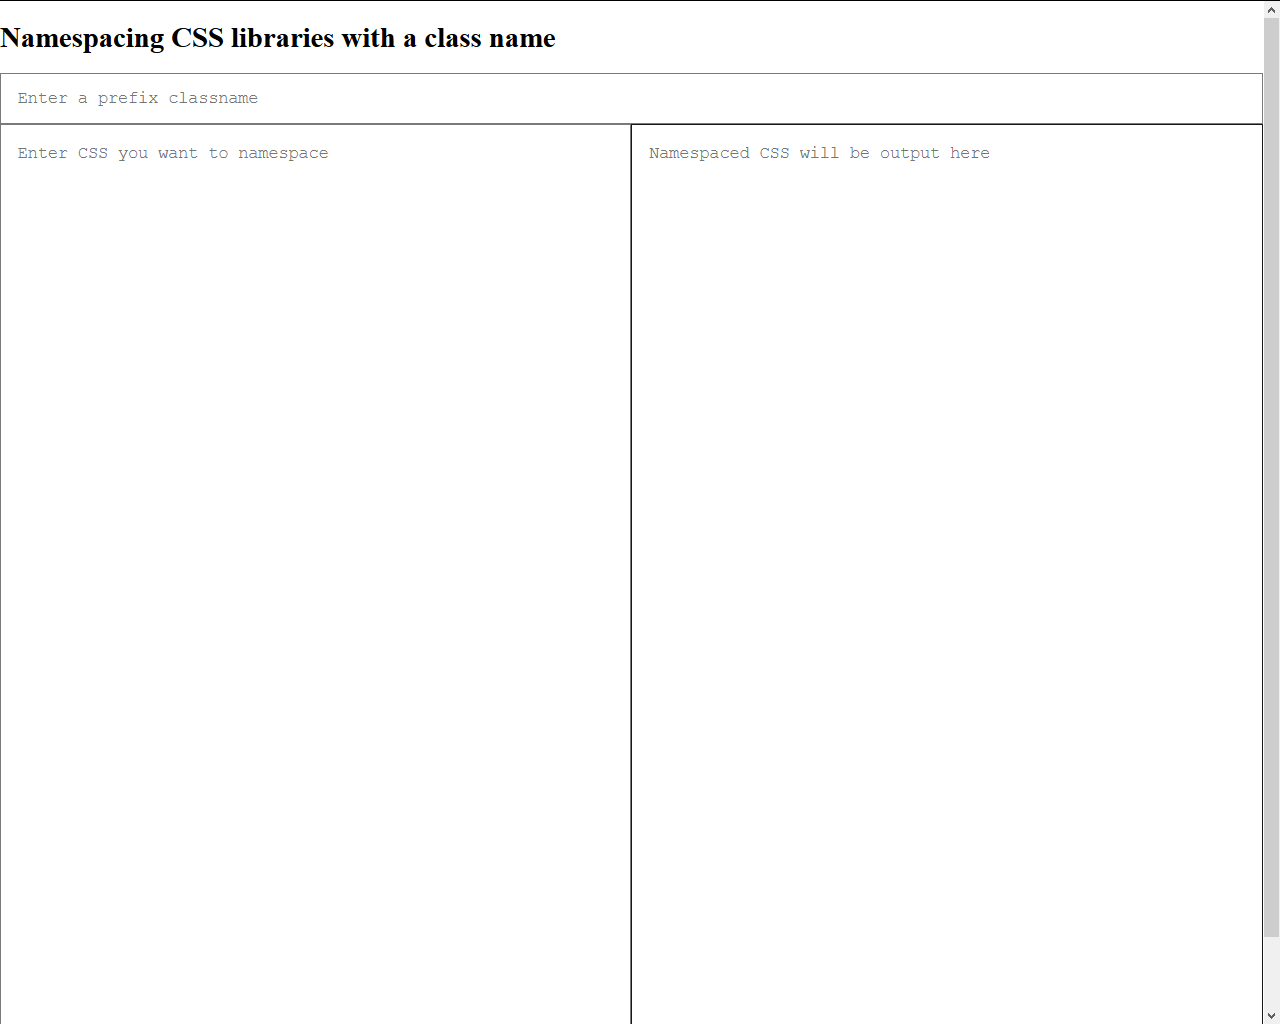 Namespacing CSS libraries with a class name
Enter a prefix classname
Enter CSS you want to namespace
Namespaced CSS will be output here